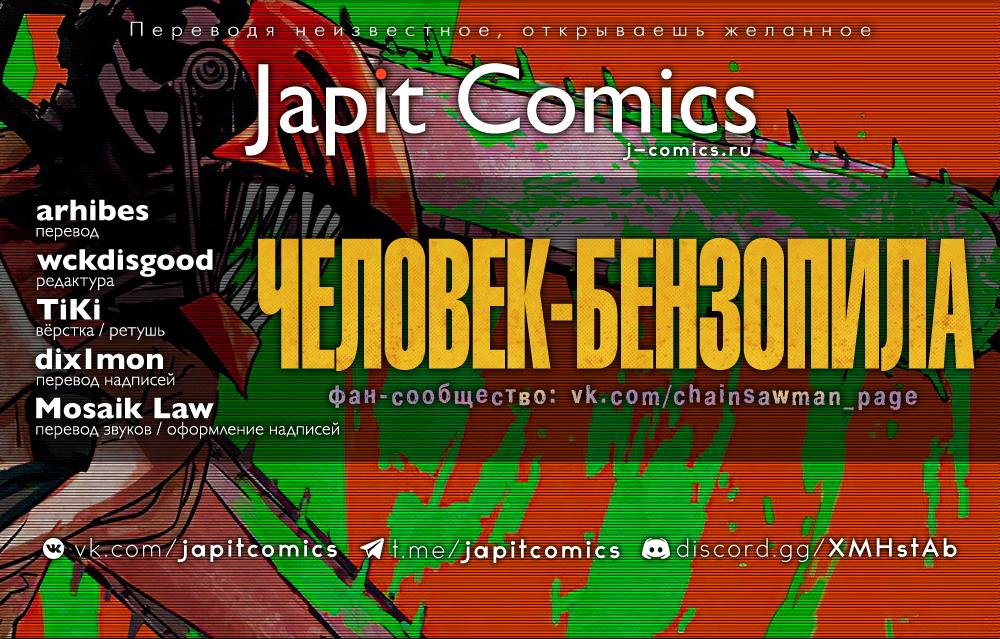 Переводя неизвестное, открываешь желанное
Japit Comics
j-comics.ru
arhibes
перевод
wckdisgood
редактура
TiKi
вёрстка / ретушь
dix1mon
перевод надписей
Mosaik Law
перевод звуков / оформление надписей
ЧЕЛОВЕК-БЕНЗОПИЛА
фан-сообщество: vk.com/chainsawman_page
vk.com/japitcomics t.me/japitcomics discord.gg/XMHstAb